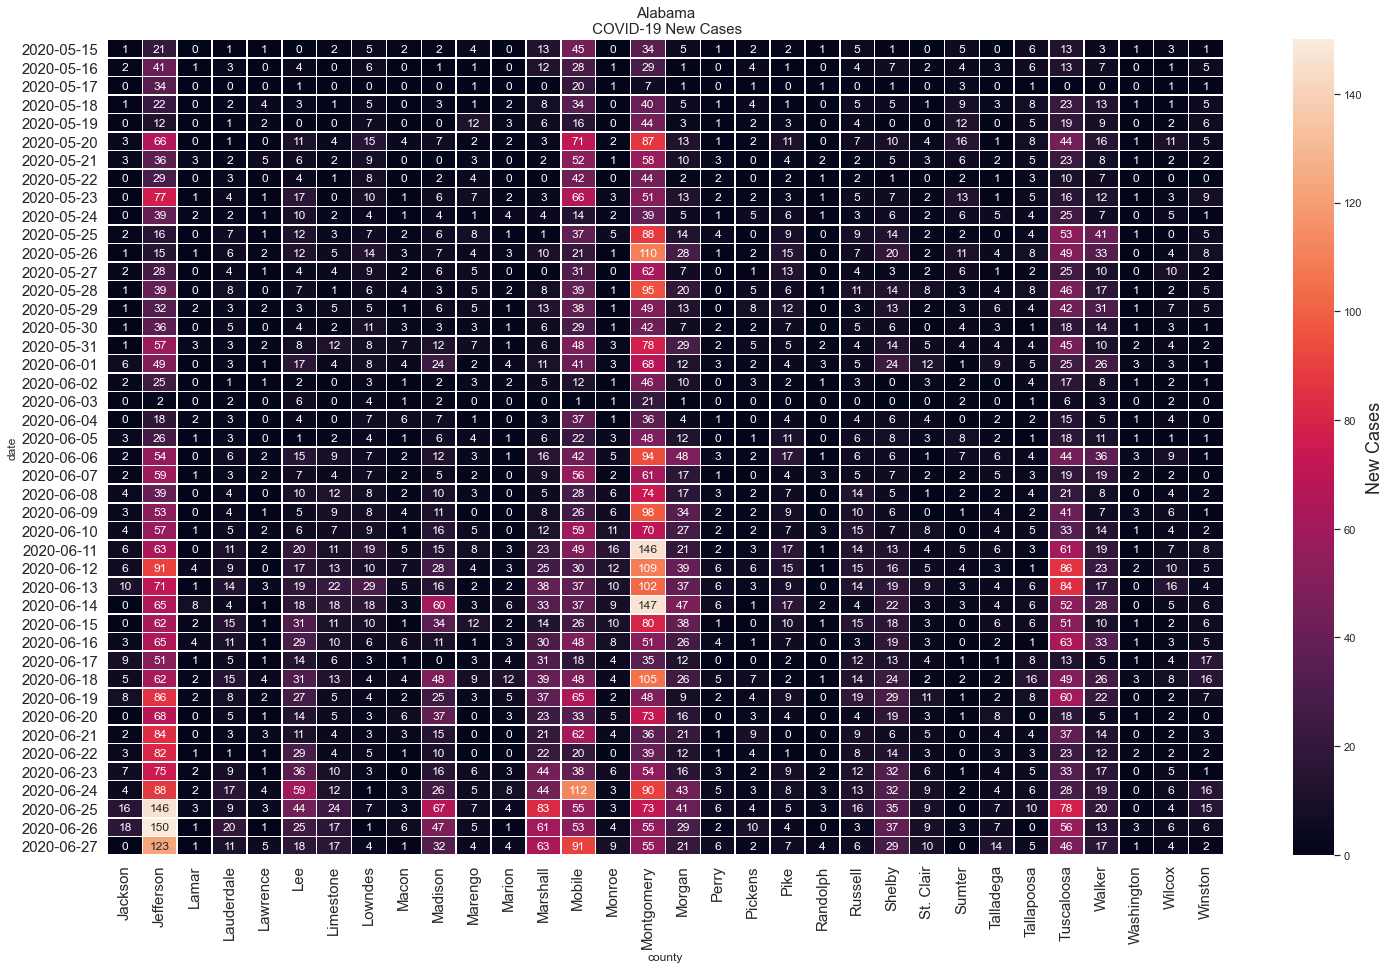 Alabama
COVID-19 New Cases
2020-05-15 1 21 0 1 1 0 2 5 2 2 4 0 13 45 0 34 5 1 2 2 1 5 1 0 5 0 6 13 3 1 3 1
2020-05-16 2 41 1 3 0 4 0 6 0 1 1 0 12 28 1 29 1 0 4 1 0 4 7 2 4 3 6 13 7 0 1 5
2020-05-17 0 34 0 0 0 1 0 0 0 0 1 0 0 20 1 7 1 0 1 0 1 0 1 0 3 0 1 0 0 0 1 1
2020-05-18 1 22 0 2 4 3 1 5 0 3 1 2 8 34 0 40 5 1 4 1 0 5 5 1 9 3 8 23 13 1 1 5
2020-05-19 0 12 0 1 2 0 0 7 0 0 12 3 6 16 0 44 3 1 2 3 0 4 0 0 12 0 5 19 9 0 2 6
2020-05-20 3 66 0 1 0 11 4 15 4 7 2 2 3 71 2 87 13 1 2 11 0 7 10 4 16 1 8 44 16 1 11 5
2020-05-21 3 36 3 2 5 6 2 9 0 0 3 0 2 52 1 58 10 3 0 4 2 2 5 3 6 2 5 23 8 1 2 2
2020-05-22 0 29 0 3 0 4 1 8 0 2 4 0 0 42 0 44 2 2 0 2 1 2 1 0 2 1 3 10 7 0 0 0
2020-05-23 0 77 1 4 1 17 0 10 1 6 7 2 3 66 3 51 13 2 2 3 1 5 7 2 13 1 5 16 12 1 3 9
2020-05-24 0 39 2 2 1 10 2 4 1 4 1 4 4 14 2 39 5 1 5 6 1 3 6 2 6 5 4 25 7 0 5 1
2020-05-25 2 16 0 7 1 12 3 7 2 6 8 1 1 37 5 88 14 4 0 9 0 9 14 2 2 0 4 53 41 1 0 5
2020-05-26 1 15 1 6 2 12 5 14 3 7 4 3 10 21 1 110 28 1 2 15 0 7 20 2 11 4 8 49 33 0 4 8
2020-05-27 2 28 0 4 1 4 4 9 2 6 5 0 0 31 0 62 7 0 1 13 0 4 3 2 6 1 2 25 10 0 10 2
2020-05-28 1 39 0 8 0 7 1 6 4 3 5 2 8 39 1 95 20 0 5 6 1 11 14 8 3 4 8 46 17 1 2 5
2020-05-29 1 32 2 3 2 3 5 5 1 6 5 1 13 38 1 49 13 0 8 12 0 3 13 2 3 6 4 42 31 1 7 5
2020-05-30 1 36 0 5 0 4 2 11 3 3 3 1 6 29 1 42 7 2 2 7 0 5 6 0 4 3 1 18 14 1 3 1
2020-05-31 1 57 3 3 2 8 12 8 7 12 7 1 6 48 3 78 29 2 5 5 2 4 14 5 4 4 4 45 10 2 4 2
2020-06-01 6 49 0 3 1 17 4 8 4 24 2 4 11 41 3 68 12 3 2 4 3 5 24 12 1 9 5 25 26 3 3 1
2020-06-02 2 25 0 1 1 2 0 3 1 2 3 2 5 12 1 46 10 0 3 2 1 3 0 3 2 0 4 17 8 1 2 1
2020-06-03 0 2 0 2 0 6 0 4 1 2 0 0 0 1 1 21 1 0 0 0 0 0 0 0 2 0 1 6 3 0 2 0
2020-06-04 0 18 2 3 0 4 0 7 6 7 1 0 3 37 1 36 4 1 0 4 0 4 6 4 0 2 2 15 5 1 4 0
2020-06-05 3 26 1 3 0 1 2 4 1 6 4 1 6 22 3 48 12 0 1 11 0 6 8 3 8 2 1 18 11 1 1 1
2020-06-06 2 54 0 6 2 15 9 7 2 12 3 1 16 42 5 94 48 3 2 17 1 6 6 1 7 6 4 44 36 3 9 1
2020-06-07 2 59 1 3 2 7 4 7 2 2 5 0 9 56 2 61 17 1 0 4 3 5 7 2 2 5 3 19 19 2 2 0
2020-06-08 4 39 0 4 0 10 12 8 2 10 3 0 5 28 6 74 17 3 2 7 0 14 5 1 2 2 4 21 8 0 4 2
2020-06-09 3 53 0 4 1 5 9 8 4 11 0 0 8 26 6 98 34 2 2 9 0 10 6 0 1 4 2 41 7 3 6 1
2020-06-10 4 57 1 5 2 6 7 9 1 16 5 0 12 59 11 70 27 2 2 7 3 15 7 8 0 4 5 33 14 1 4 2
2020-06-11 6 63 0 11 2 20 11 19 5 15 8 3 23 49 16 146 21 2 3 17 1 14 13 4 5 6 3 61 19 1 7 8
2020-06-12 6 91 4 9 0 17 13 10 7 28 4 3 25 30 12 109 39 6 6 15 1 15 16 5 4 3 1 86 23 2 10 5
2020-06-13 10 71 1 14 3 19 22 29 5 16 2 2 38 37 10 102 37 6 3 9 0 14 19 9 3 4 6 84 17 0 16 4
2020-06-14 0 65 8 4 1 18 18 18 3 60 3 6 33 37 9 147 47 6 1 17 2 4 22 3 3 4 6 52 28 0 5 6
2020-06-15 0 62 2 15 1 31 11 10 1 34 12 2 14 26 10 80 38 1 0 10 1 15 18 3 0 6 6 51 10 1 2 6
2020-06-16 3 65 4 11 1 29 10 6 6 11 1 3 30 48 8 51 26 4 1 7 0 3 19 3 0 2 1 63 33 1 3 5
2020-06-17 9 51 1 5 1 14 6 3 1 0 3 4 31 18 4 35 12 0 0 2 0 12 13 4 1 1 8 13 5 1 4 17
2020-06-18 5 62 2 15 4 31 13 4 4 48 9 12 39 48 4 105 26 5 7 2 1 14 24 2 2 2 16 49 26 3 8 16
2020-06-19 8 86 2 8 2 27 5 4 2 25 3 5 37 65 2 48 9 2 4 9 0 19 29 11 1 2 8 60 22 0 2 7
2020-06-20 0 68 0 5 1 14 5 3 6 37 0 3 23 33 5 73 16 0 3 4 0 4 19 3 1 8 0 18 5 1 2 0
2020-06-21 2 84 0 3 3 11 4 3 3 15 0 0 7 62 4 36 21 1 9 0 0 9 6 5 0 4 4 37 14 0 2 3
2020-06-22 3 82 1 1 1 29 4 5 1 10 0 0 22 20 0 39 12 1 4 1 0 8 14 3 0 3 3 23 12 2 2 2
2020-06-23 7 75 2 9 1 36 10 3 0 16 6 3 44 38 6 54 16 3 2 9 2 12 32 6 1 4 5 33 17 0 5 1
2020-06-24 4 88 2 17 4 59 12 1 3 26 5 8 44 112 3 90 43 5 3 8 3 13 32 9 2 4 6 28 19 0 6 16
2020-06-25 16 146 3 9 3 44 24 7 3 67 7 4 83 55 3 73 41 6 4 5 3 16 35 9 0 7 10 78 20 0 4 15
2020-06-26 18 150 1 20 1 25 17 1 6 47 5 1 61 53 4 55 29 2 10 4 0 3 37 9 3 7 0 56 13 3 6 6
2020-06-27 0 123 1 11 5 18 17 4 1 32 4 4 63 91 9 55 21 6 2 7 4 6 29 10 0 14 5 46 17 1 4 2
date
Jackson Jefferson Lamar Lauderdale Lawrence Lee Limestone Lowndes Macon Madison Marengo Marion Marshall Mobile Monroe Montgomery Morgan Perry Pickens Pike Randolph Russell Shelby St. Clair Sumter Talladega Tallapoosa Tuscaloosa Walker Washington Wilcox Winston
county
140
120
100
80
60
40
20
0
New Cases